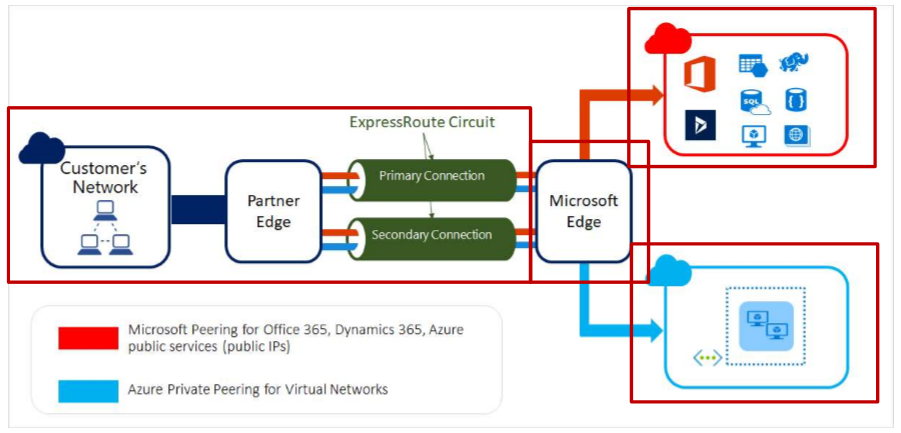 ExpressRoute Circuit
Customer's
Network
Partner
Edge
Primary Connection
Secondary Connection
Microsoft
Edge
SQL
Microsoft Peering for Office 365, Dynamics 365, Azure
public services (public IPs)
Azure Private Peering for Virtual Networks